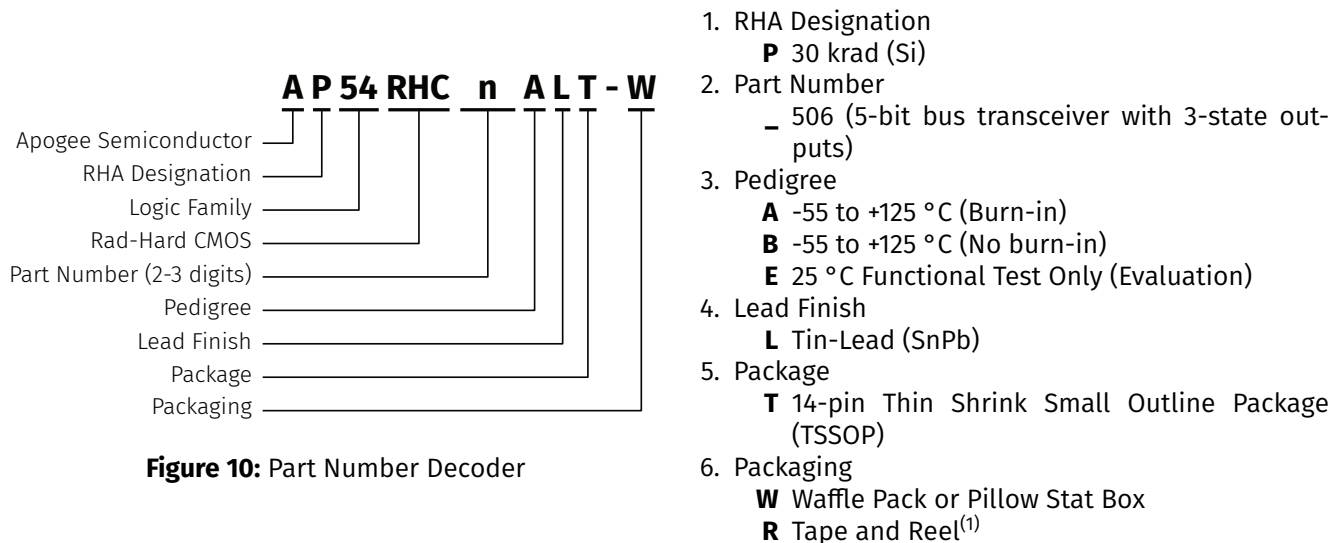 A P 54 RHC n A L T - W
Apogee Semiconductor
RHA Designation
Logic Family
Rad-Hard CMOS
Part Number (2-3 digits)
Pedigree
Lead Finish
Package
Packaging
Figure 10: Part Number Decoder
1. RHA Designation
P 30 krad (Si)
2. Part Number
_ 506 (5-bit bus transceiver with 3-state out-
puts)
3. Pedigree
A -55 to +125 °C (Burn-in)
B -55 to +125 °C (No burn-in)
E 25 °C Functional Test Only (Evaluation)
4. Lead Finish
L Tin-Lead (SnPb)
5. Package
T 14-pin Thin Shrink Small Outline Package
(TSSOP)
6. Packaging
W Waffle Pack or Pillow Stat Box
R Tape and Reel(1)